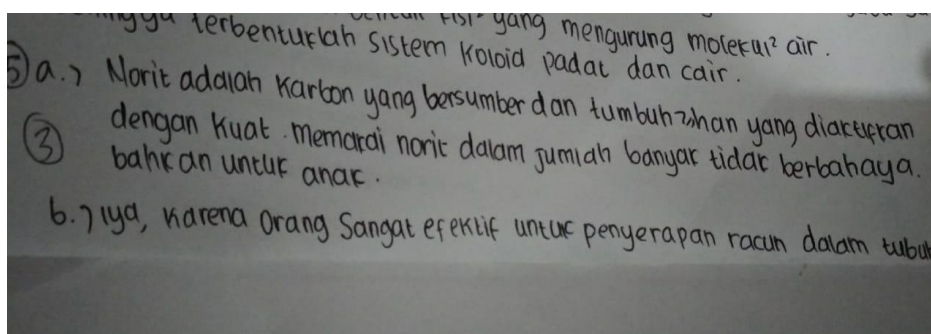 yang mengurung molekul² air.
terbenturlah sistem koloid padat dan cair.
5) a.) Norit adalah karbon yang bersumber dan tumbuh2han yang diaktifkan
dengan kuat. memakai norit dalam jumlah banyak tidak berbahaya.
3 bahkan untuk anak.
b.) iya, karena orang sangat efektif untuk penyerapan racun dalam tubuh